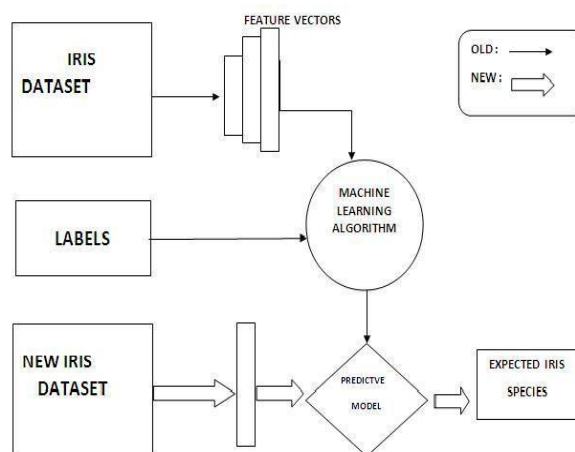 FEATURE VECTORS
IRIS
DATASET
OLD :
NEW :
MACHINE
LEARNING
ALGORITHM
LABELS
NEW IRIS
DATASET
PREDICTVE
MODEL
EXPECTED IRIS
SPECIES